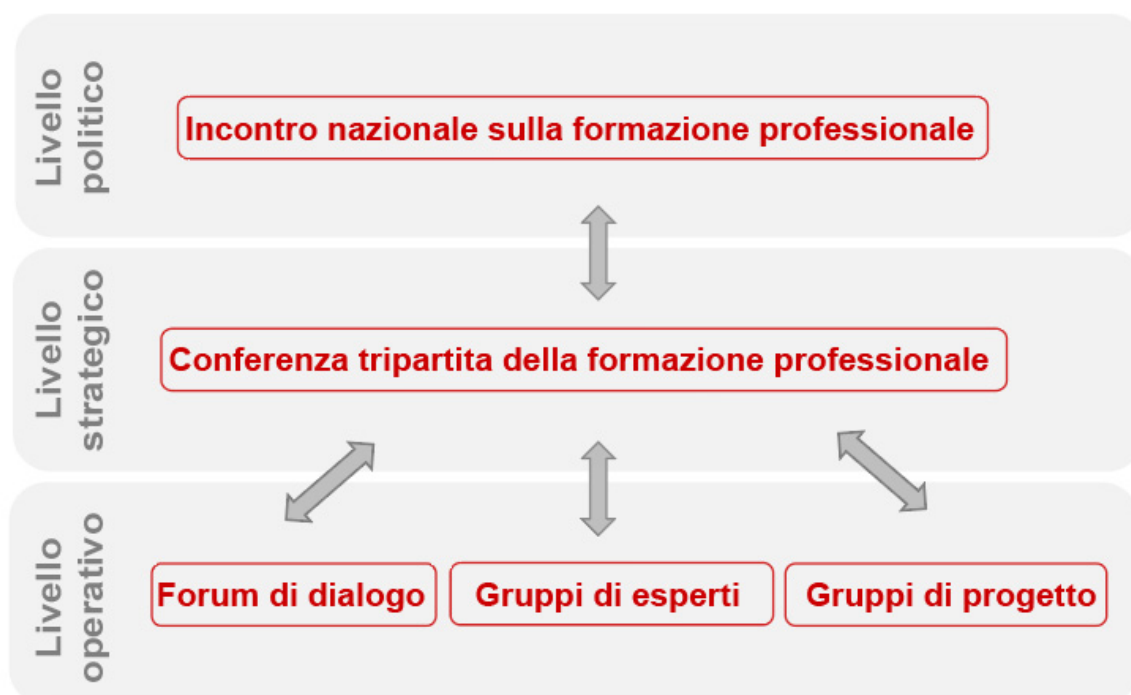 Livello
politico
Incontro nazionale sulla formazione professionale
Livello
strategico
Conferenza tripartita della formazione professionale
Livello
operativo
Forum di dialogo
Gruppi di esperti
Gruppi di progetto